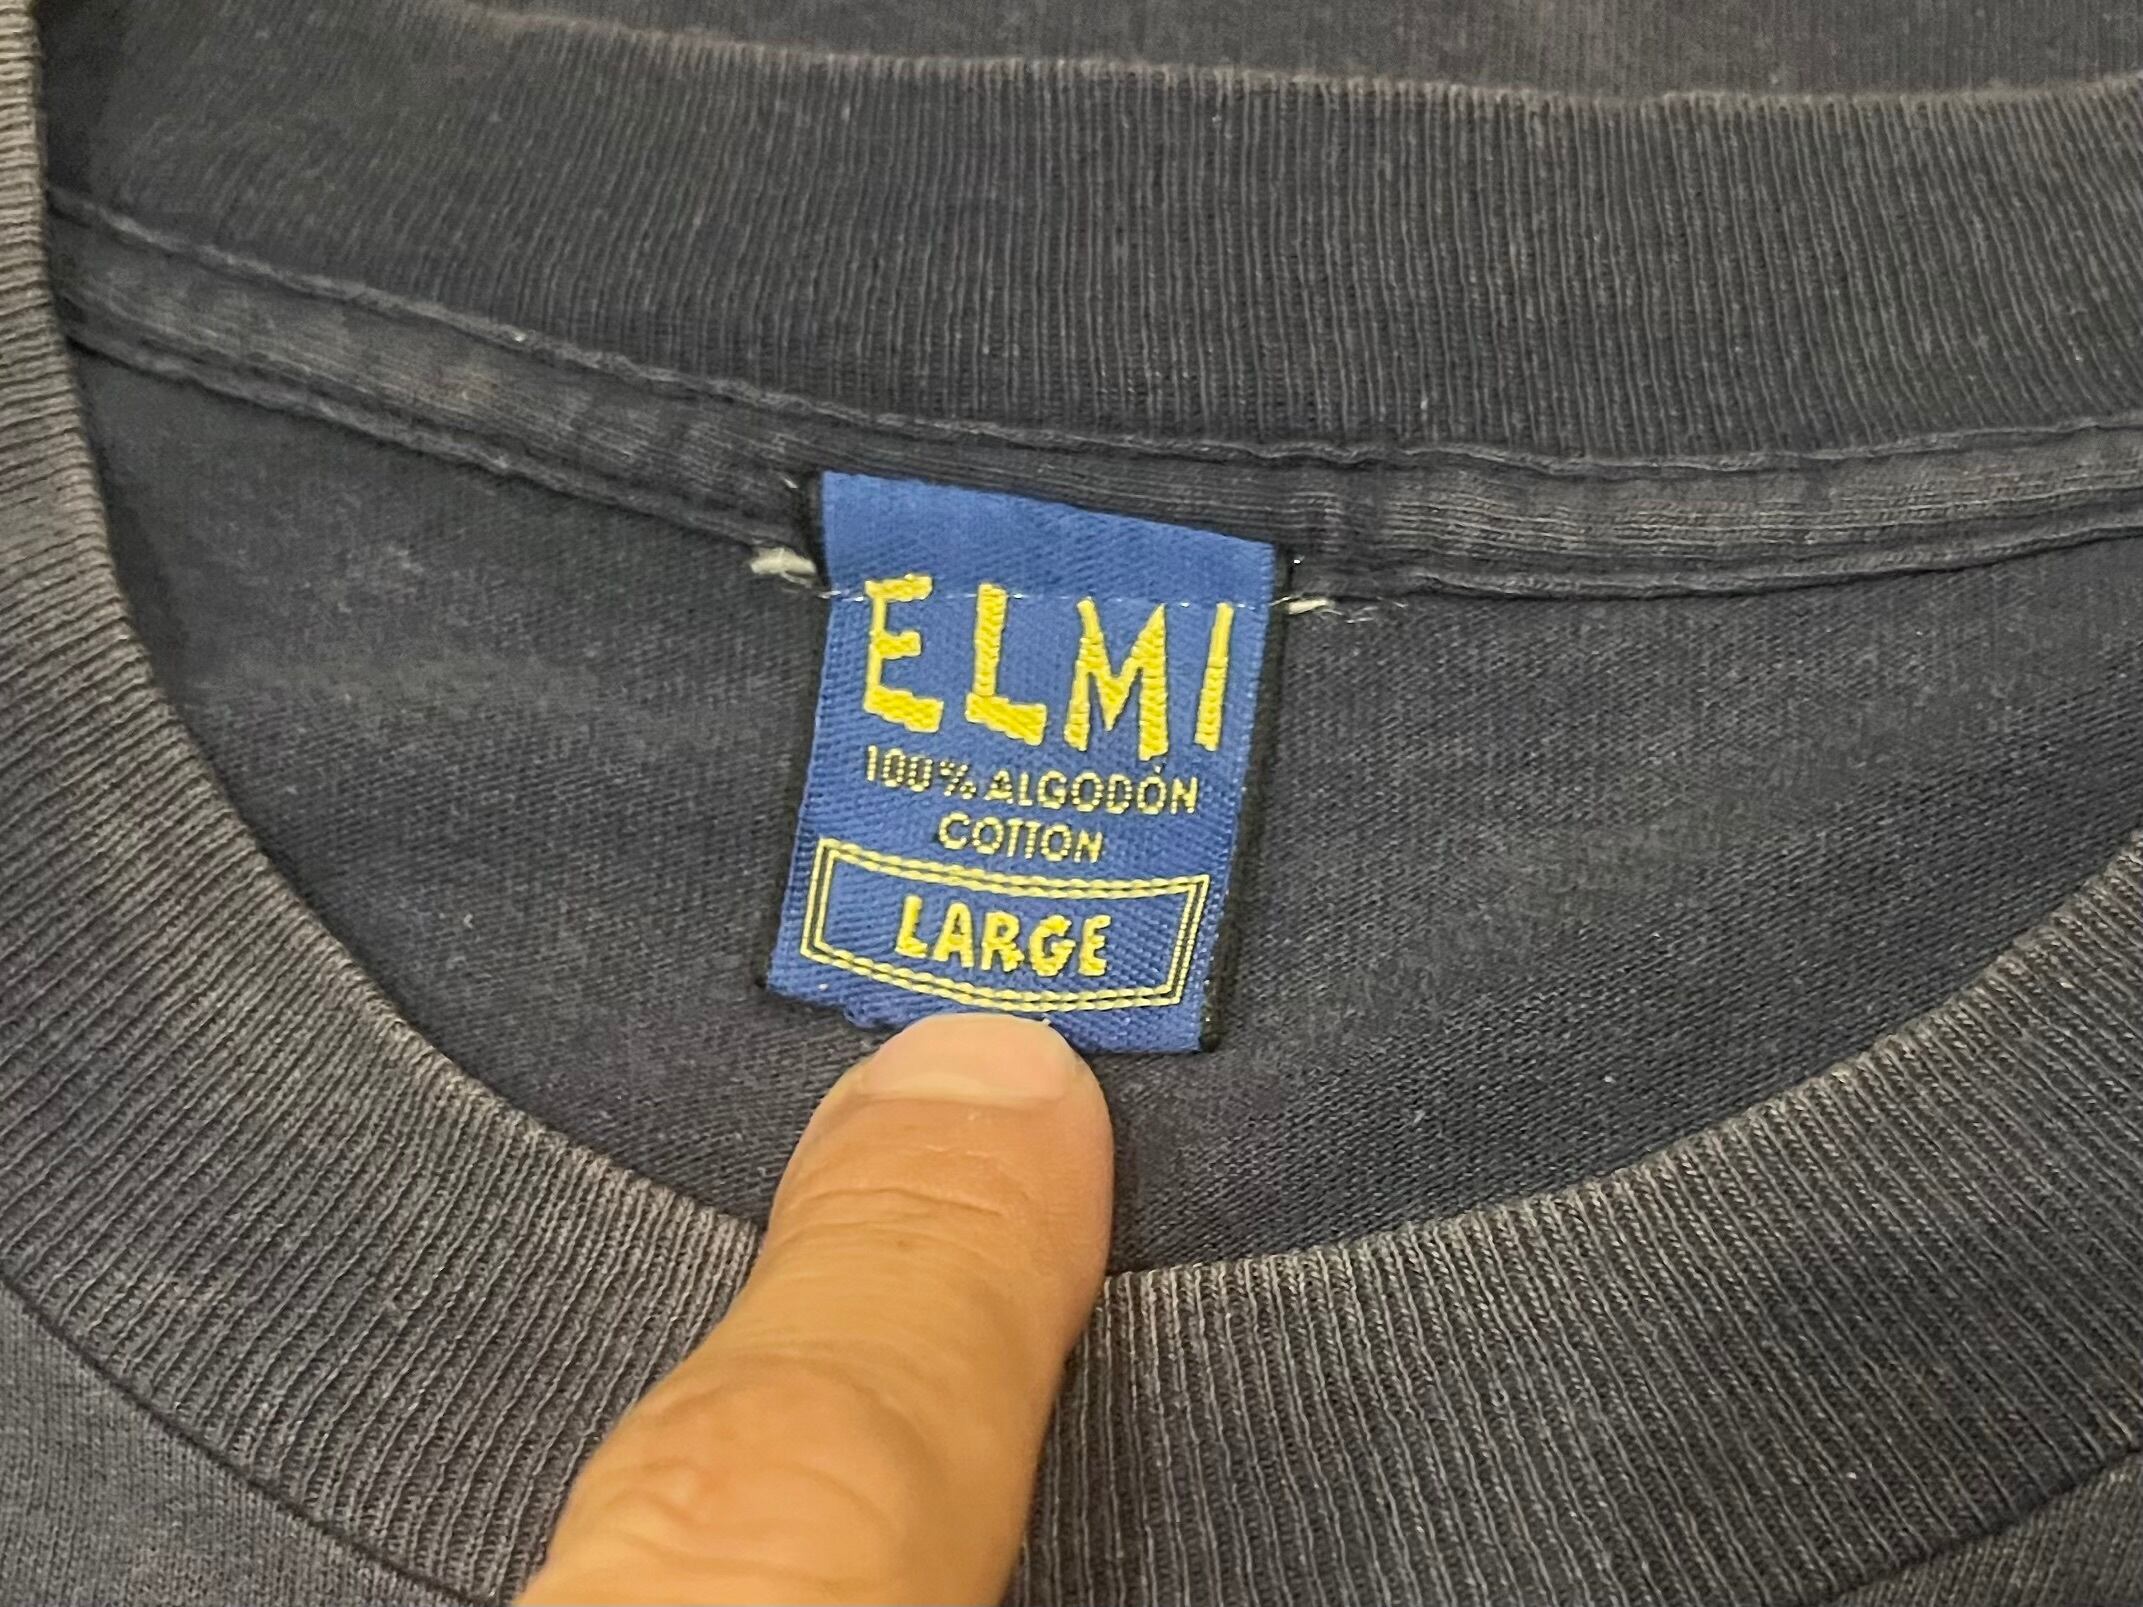 ELMI
100% ALGODÓN
COTTON
LARGE